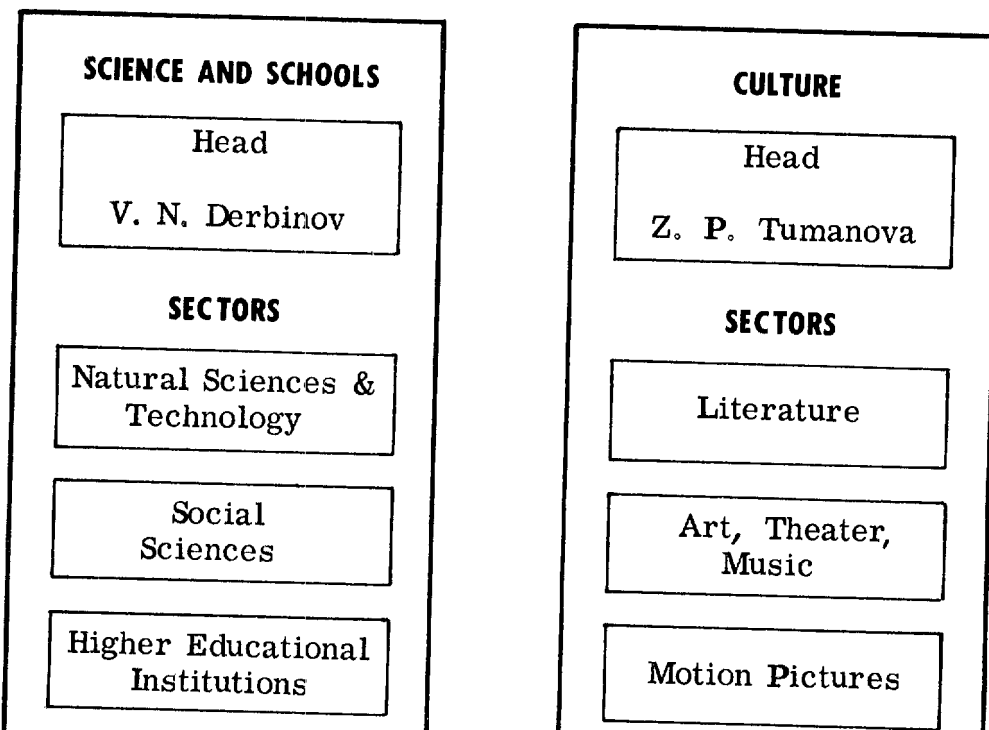 SCIENCE AND SCHOOLS
Head
V. N. Derbinov
SECTORS
Natural Sciences &
Technology
Social
Sciences
Higher Educational
Institutions
CULTURE
Head
Z. P. Tumanova
SECTORS
Literature
Art, Theater,
Music
Motion Pictures